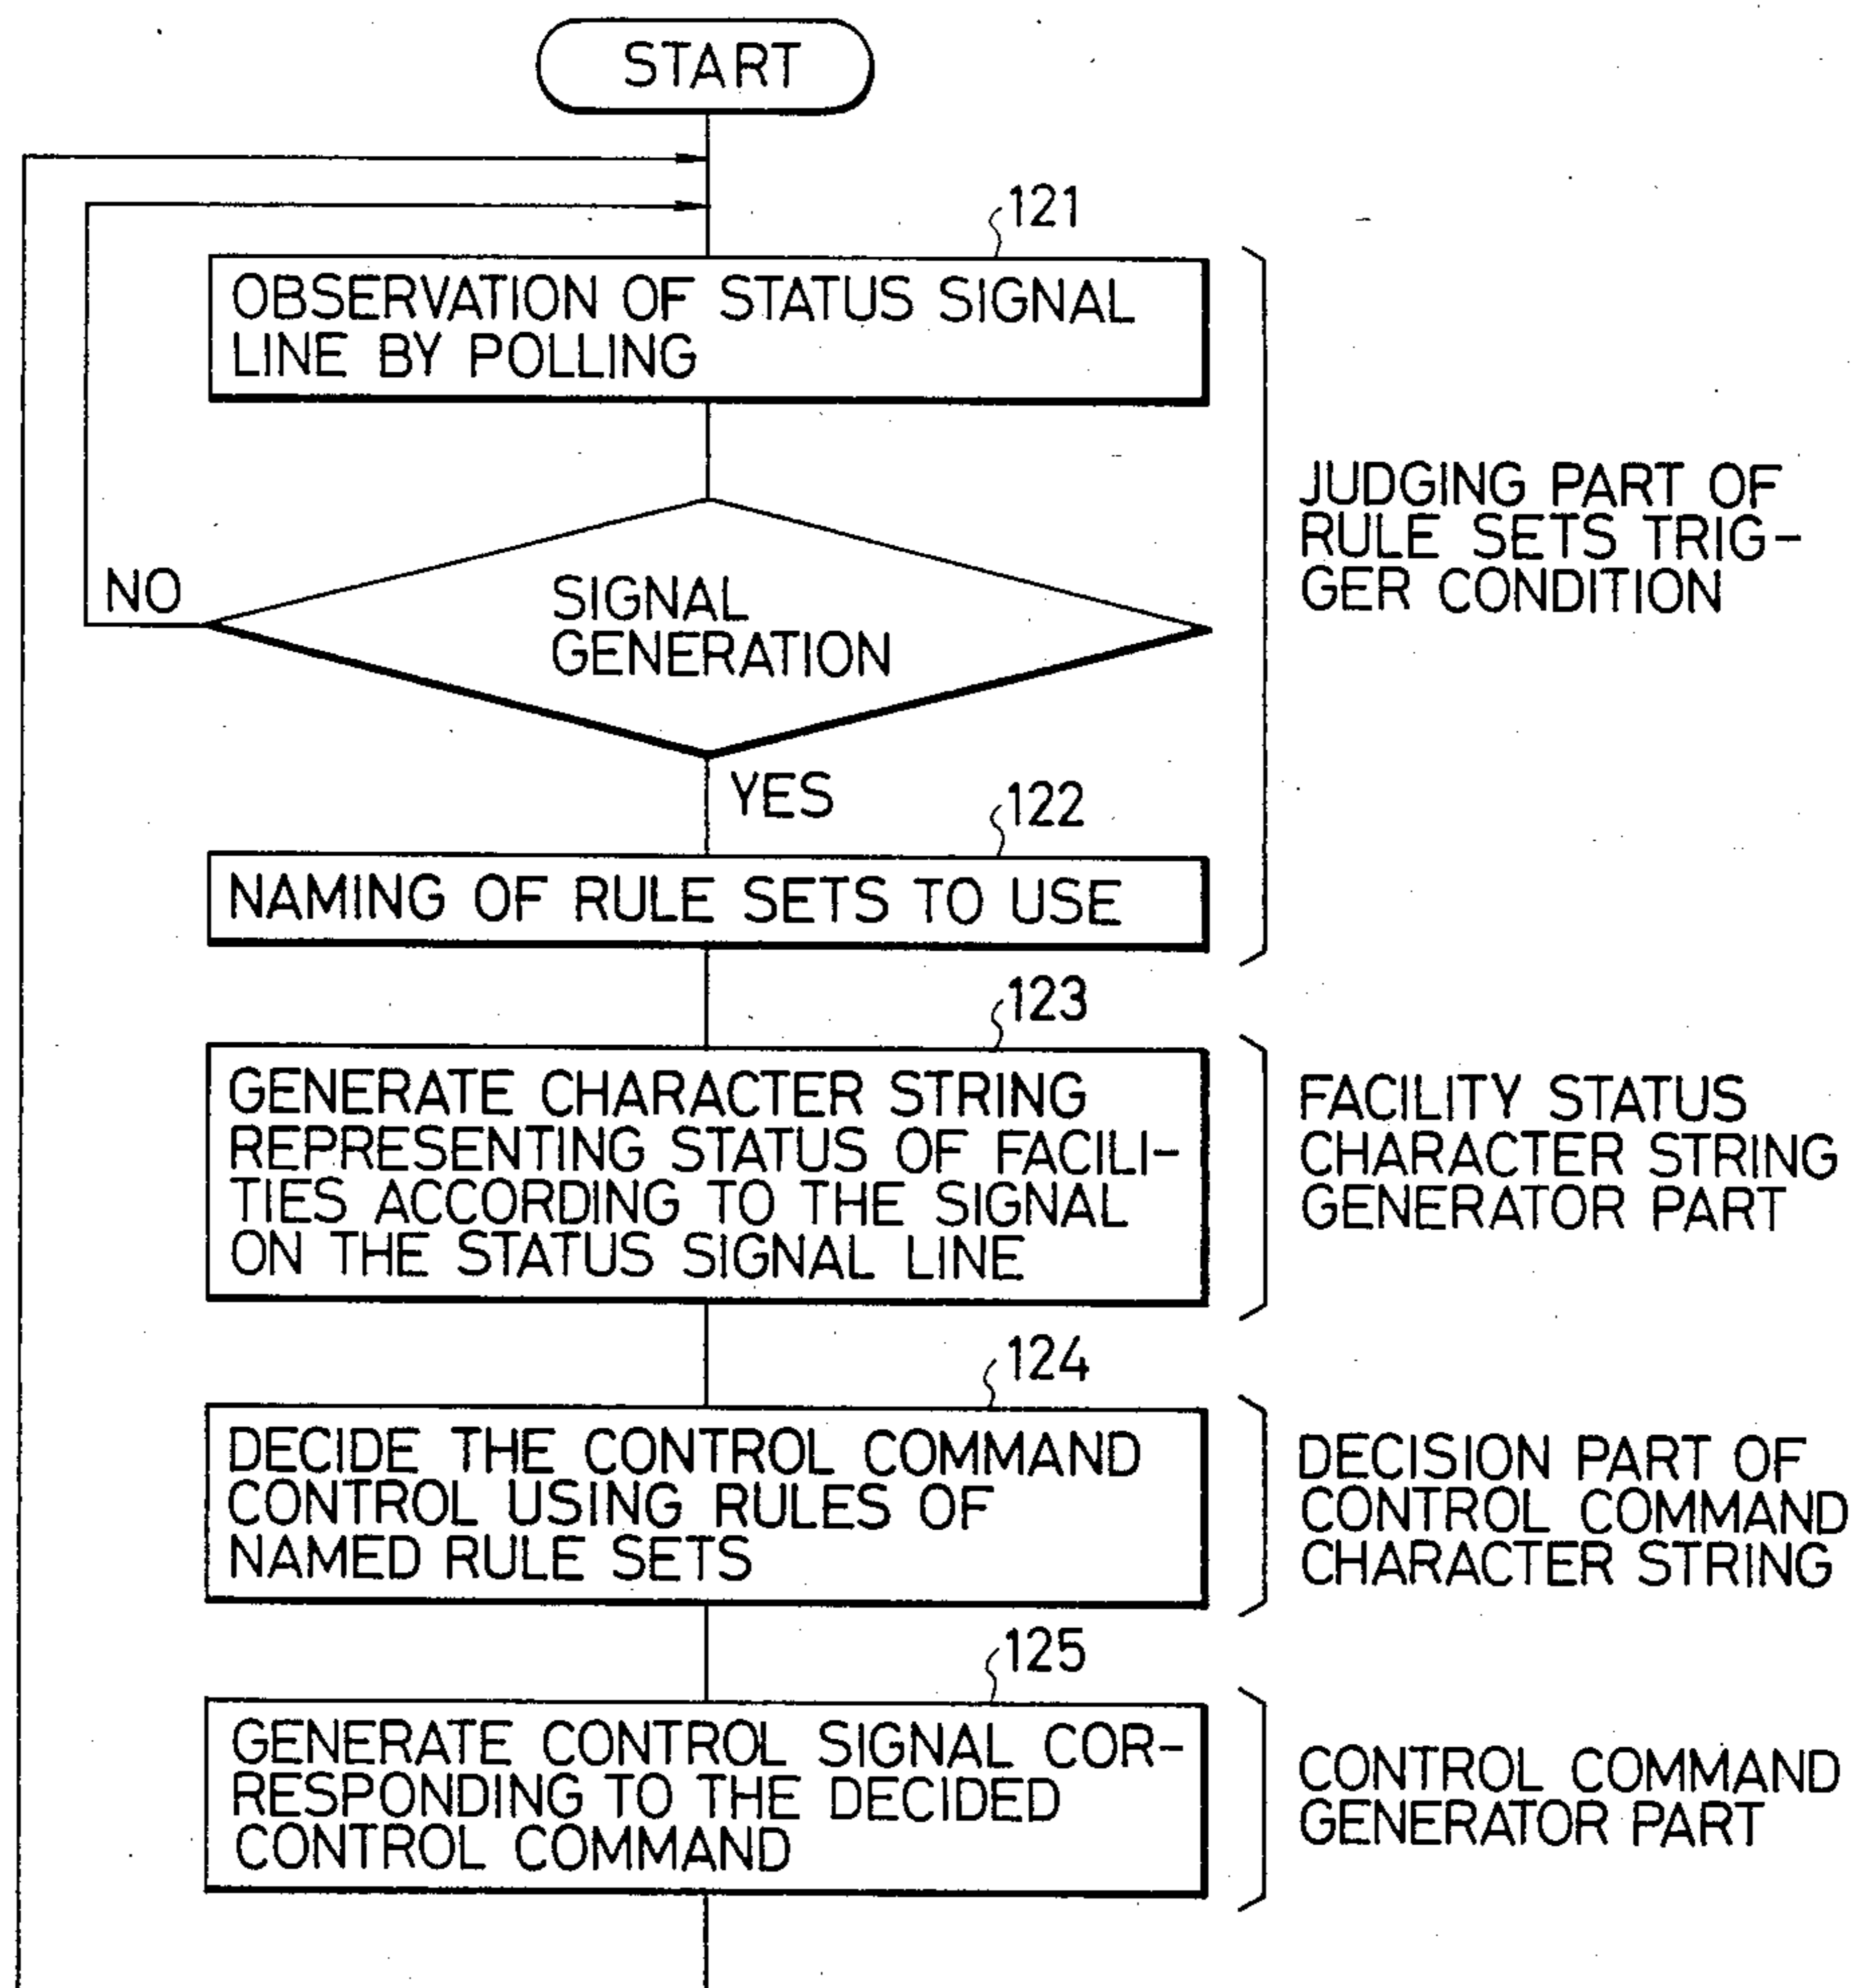 START
121
OBSERVATION OF STATUS SIGNAL
LINE BY POLLING
JUDGING PART OF
RULE SETS TRIG-
GER CONDITION
NO
SIGNAL
GENERATION
YES
122
NAMING OF RULE SETS TO USE
123
GENERATE CHARACTER STRING
REPRESENTING STATUS OF FACILI-
TIES ACCORDING TO THE SIGNAL
ON THE STATUS SIGNAL LINE
FACILITY STATUS
CHARACTER STRING
GENERATOR PART
124
DECIDE THE CONTROL COMMAND
CONTROL USING RULES OF
NAMED RULE SETS
DECISION PART OF
CONTROL COMMAND
CHARACTER STRING
125
GENERATE CONTROL SIGNAL COR-
RESPONDING TO THE DECIDED
CONTROL COMMAND
CONTROL COMMAND
GENERATOR PART